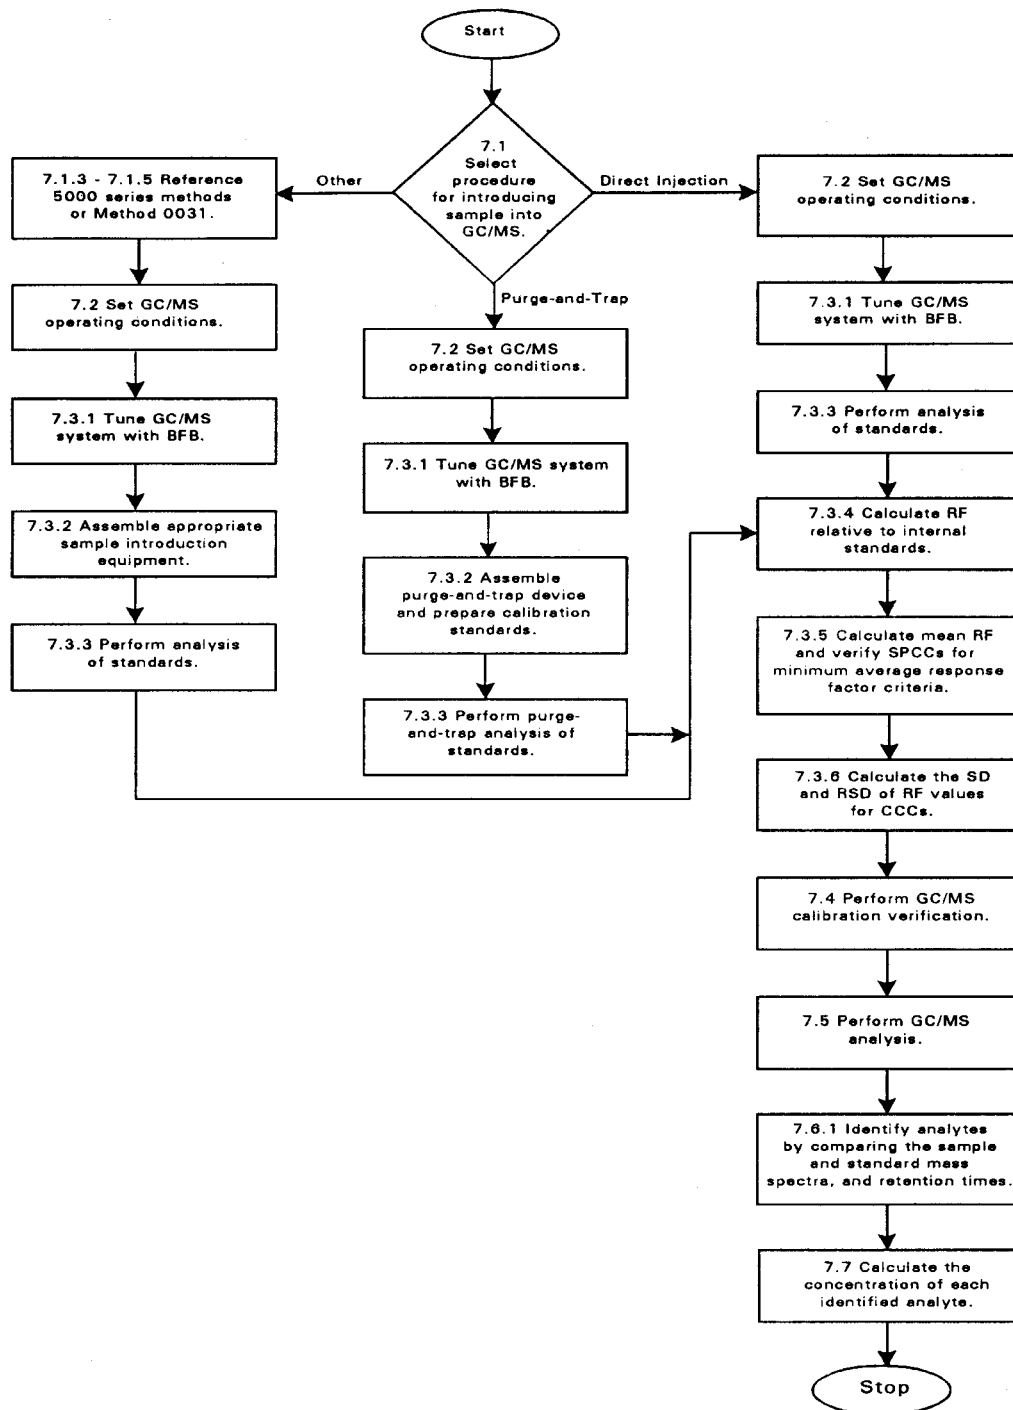 Start
7.1
Select
procedure
for introducing
sample into
GC/MS.
Other
Direct Injection
Purge-and-Trap
7.1.3 - 7.1.5 Reference
5000 series methods
or Method 0031.
7.2 Set GC/MS
operating conditions.
7.3.1 Tune GC/MS
system with BFB.
7.3.2 Assemble appropriate
sample introduction
equipment.
7.3.3 Perform analysis
of standards.
7.2 Set GC/MS
operating conditions.
7.3.1 Tune GC/MS system
with BFB.
7.3.2 Assemble
purge-and-trap device
and prepare calibration
standards.
7.3.3 Perform purge-
and-trap analysis of
standards.
7.2 Set GC/MS
operating conditions.
7.3.1 Tune GC/MS
system with BFB.
7.3.3 Perform analysis
of standards.
7.3.4 Calculate RF
relative to internal
standards.
7.3.5 Calculate mean RF
and verify SPCCs for
minimum average response
factor criteria.
7.3.6 Calculate the SD
and RSD of RF values
for CCCs.
7.4 Perform GC/MS
calibration verification.
7.5 Perform GC/MS
analysis.
7.6.1 Identify analytes
by comparing the sample
and standard mass
spectra, and retention times.
7.7 Calculate the
concentration of each
identified analyte.
Stop